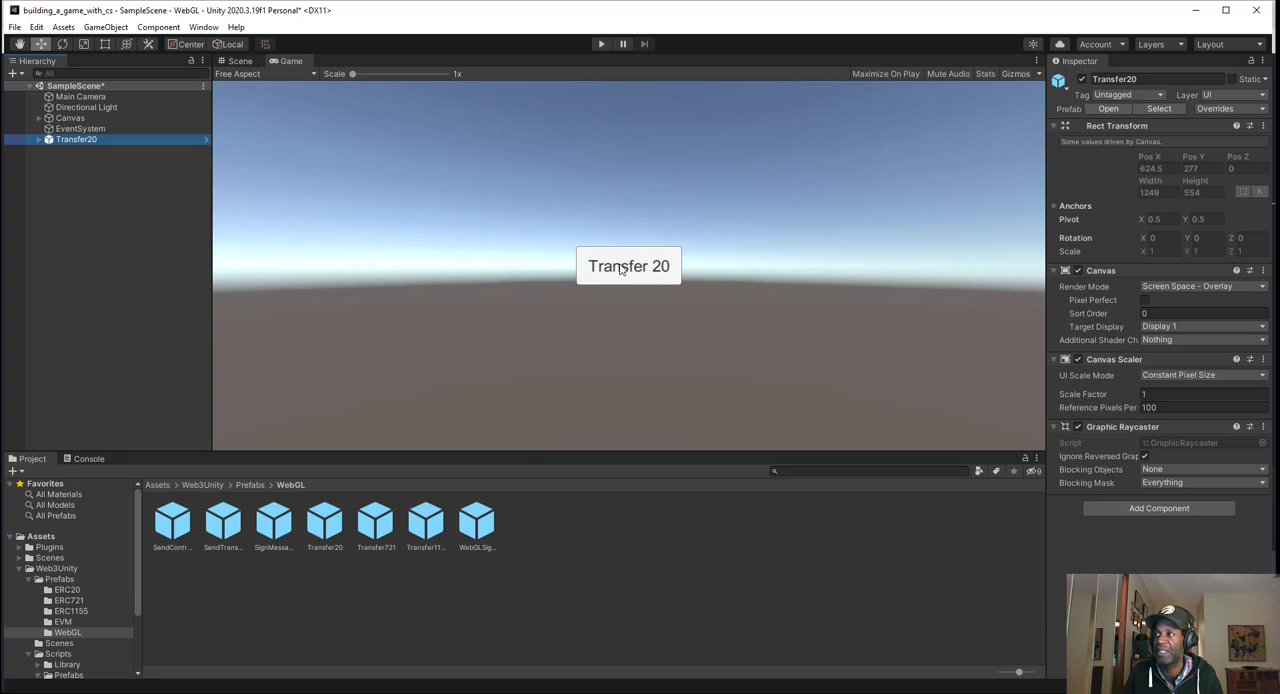 building_a_game_with_cs - SampleScene - WebGL - Unity 2020.3.19f1 Personal* <DX11>
File Edit Assets GameObject Component Window Help
Center Local Account Layers Layout
Hierarchy Scene Game Inspector
All Free Aspect Scale 1x Maximize On Play Mute Audio Stats Gizmos Transfer20 Static
SampleScene* Tag Untagged Layer UI
Main Camera Prefab Open Select Overrides
Directional Light
Canvas Rect Transform
EventSystem Some values driven by Canvas.
Transfer20
Pos X Pos Y Pos Z
624.5 277 0
Width Height
1249 554
Anchors
Pivot X 0.5 Y 0.5
Rotation X 0 Y 0 Z 0
Scale X 1 Y 1 Z 1
Transfer 20
Canvas
Render Mode Screen Space - Overlay
Pixel Perfect
Sort Order 0
Target Display Display 1
Additional Shader Ch Nothing
Canvas Scaler
UI Scale Mode Constant Pixel Size
Scale Factor 1
Reference Pixels Per 100
Graphic Raycaster
Script GraphicRaycaster
Ignore Reversed Grap
Blocking Objects None
Blocking Mask Everything
Add Component
Project Console
9
Favorites
All Materials
All Models
All Prefabs
Assets
Plugins
Scenes
Web3Unity
Prefabs
ERC20
ERC721
ERC1155
EVM
WebGL
Scenes
Scripts
Library
Prefabs
Assets Web3Unity Prefabs WebGL
SendContr... SendTrans... SignMessa... Transfer20 Transfer721 Transfer11... WebGLSig...